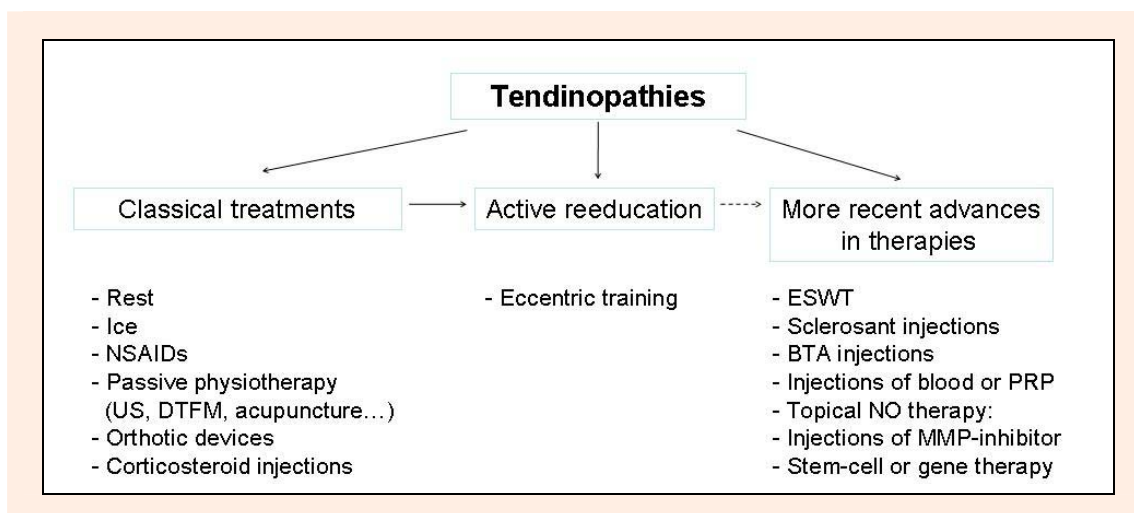 Tendinopathies
Classical treatments
- Rest
- Ice
- NSAIDs
- Passive physiotherapy
(US, DTFM, acupuncture…)
- Orthotic devices
- Corticosteroid injections
Active reeducation
- Eccentric training
More recent advances
in therapies
- ESWT
- Sclerosant injections
- BTA injections
- Injections of blood or PRP
- Topical NO therapy:
- Injections of MMP-inhibitor
- Stem-cell or gene therapy